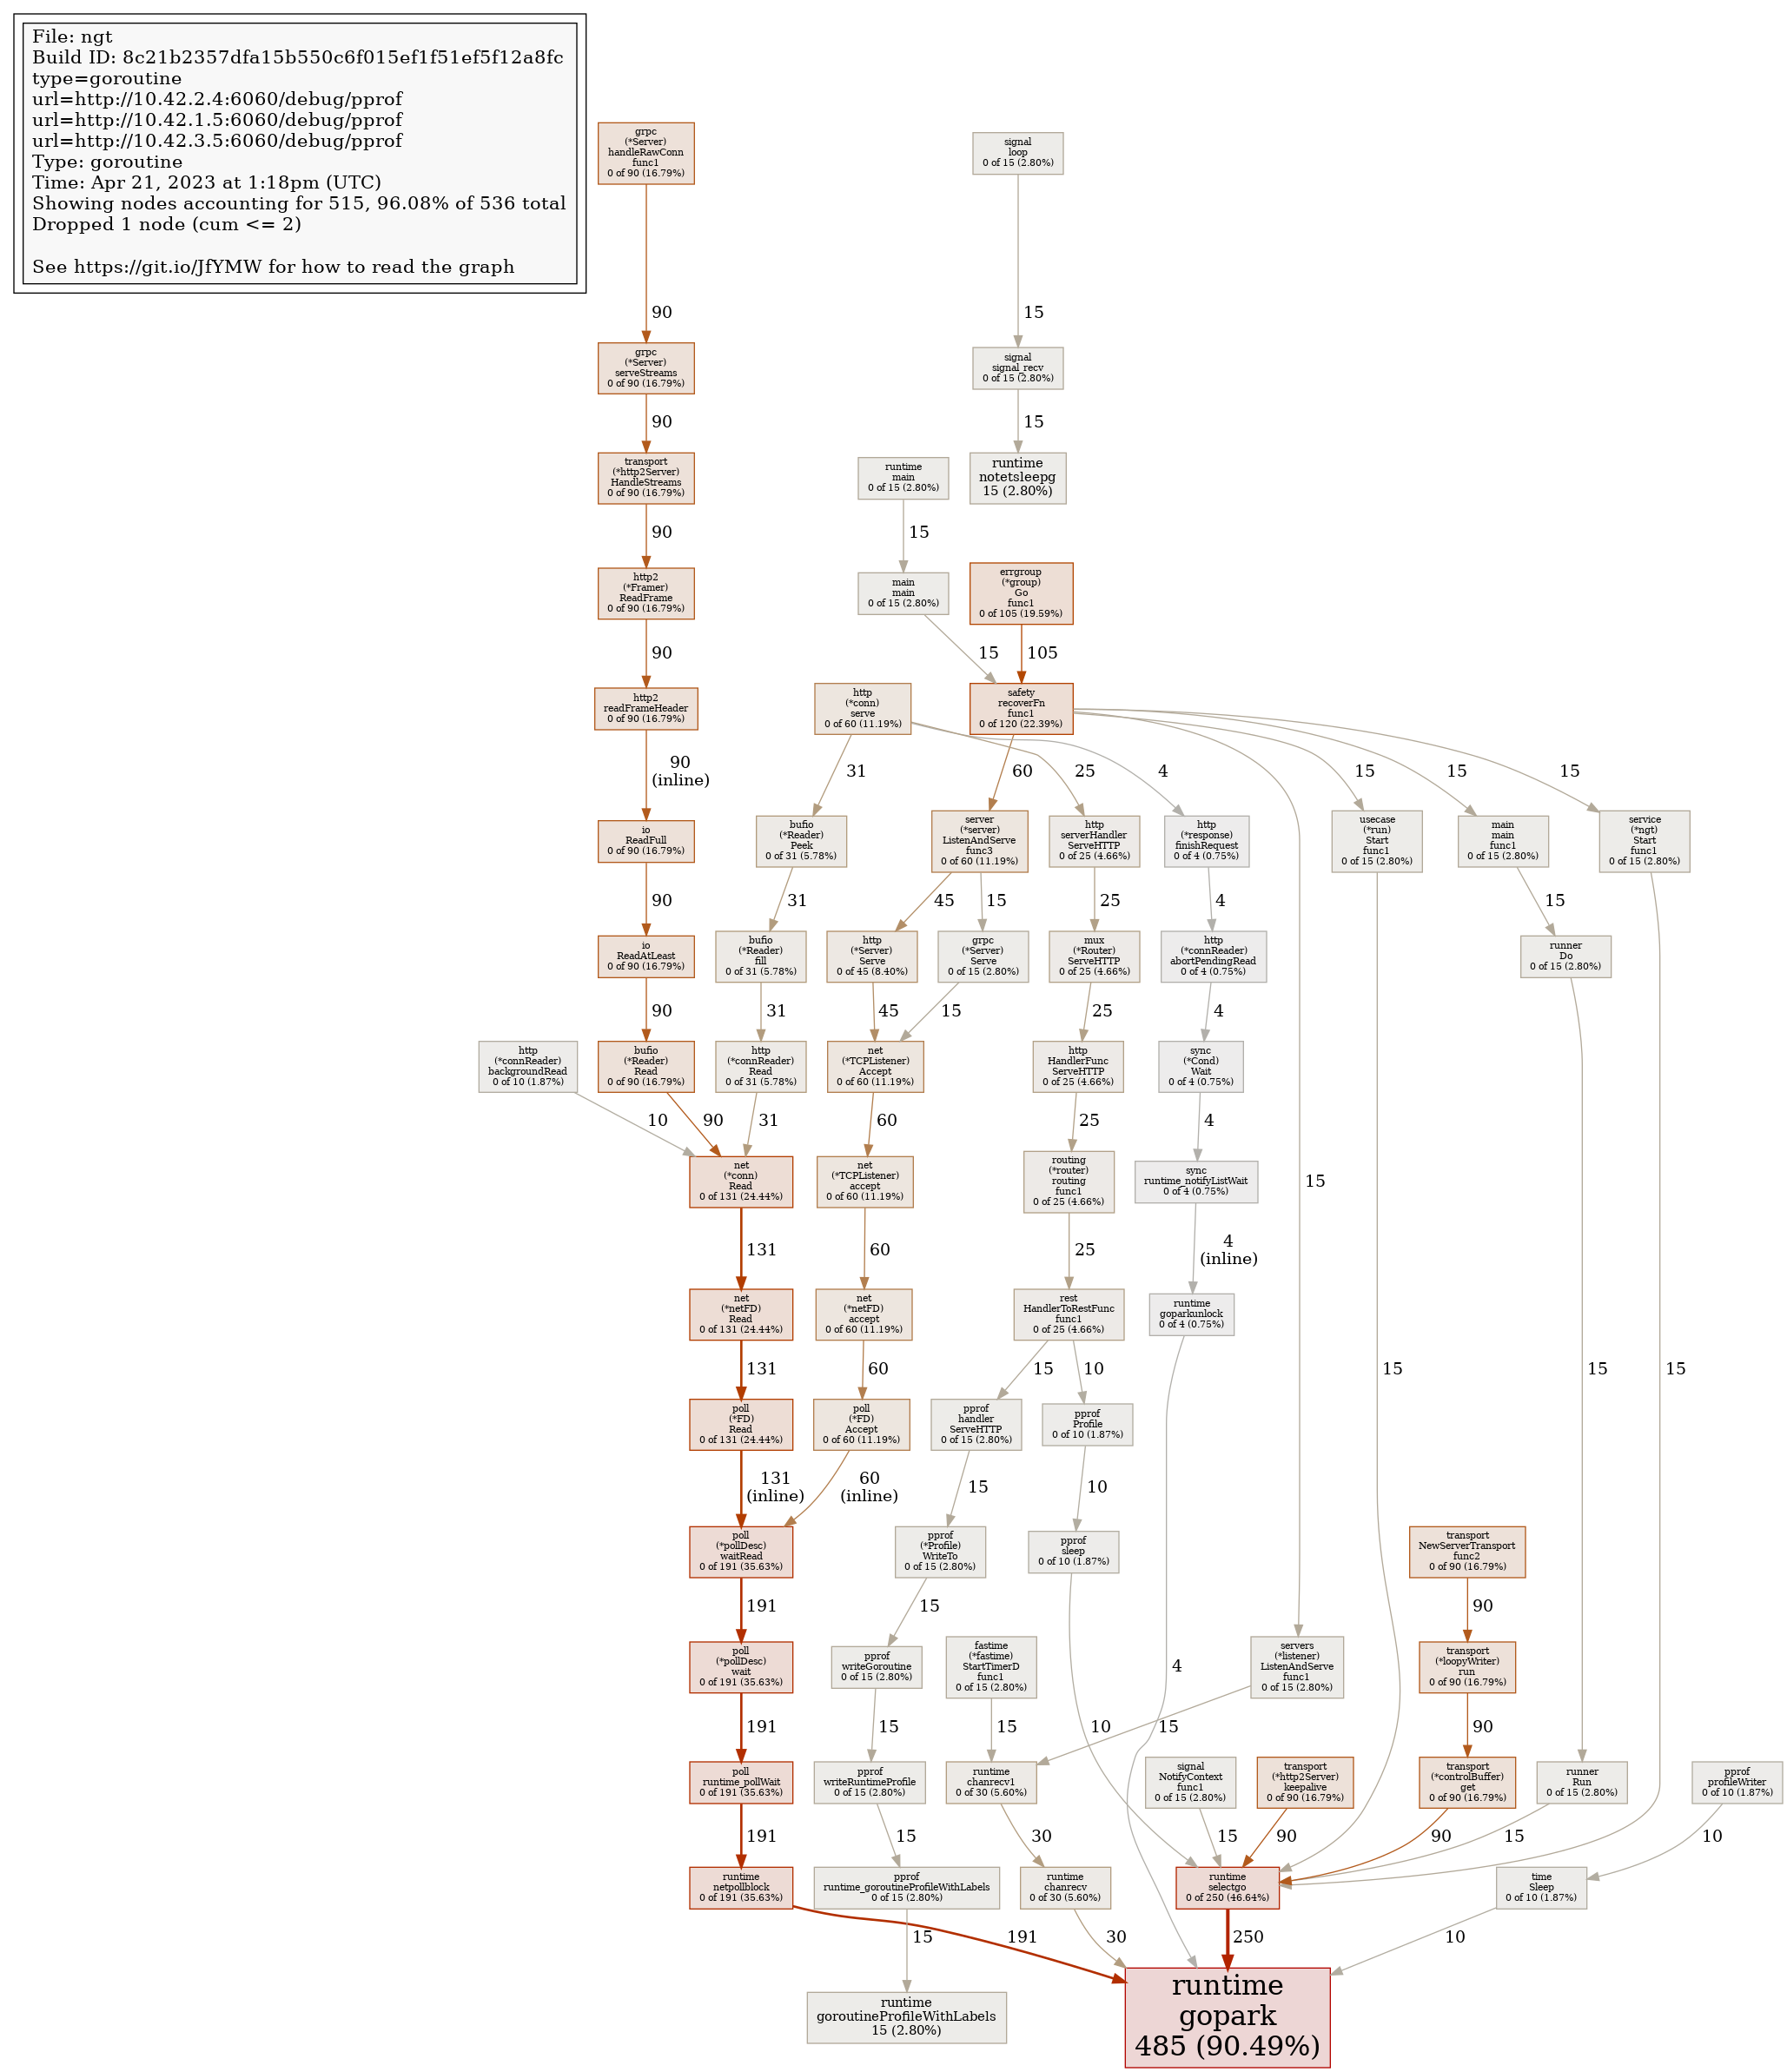 File: ngt
Build ID: 8c21b2357dfa15b550c6f015ef1f51ef5f12a8fc
type=goroutine
url=http://10.42.2.4:6060/debug/pprof
url=http://10.42.1.5:6060/debug/pprof
url=http://10.42.3.5:6060/debug/pprof
Type: goroutine
Time: Apr 21, 2023 at 1:18pm (UTC)
Showing nodes accounting for 515, 96.08% of 536 total
Dropped 1 node (cum <= 2)
See https://git.io/JfYMW for how to read the graph
grpc
(*Server)
handleRawConn
func1
0 of 90 (16.79%)
signal
loop
0 of 15 (2.80%)
90
15
grpc
(*Server)
serveStreams
0 of 90 (16.79%)
signal
signal_recv
0 of 15 (2.80%)
90
15
transport
(*http2Server)
HandleStreams
0 of 90 (16.79%)
runtime
main
0 of 15 (2.80%)
runtime
notetsleepg
15 (2.80%)
90
15
http2
(*Framer)
ReadFrame
0 of 90 (16.79%)
main
main
0 of 15 (2.80%)
errgroup
(*group)
Go
func1
0 of 105 (19.59%)
90
15
105
http2
readFrameHeader
0 of 90 (16.79%)
http
(*conn)
serve
0 of 60 (11.19%)
safety
recoverFn
func1
0 of 120 (22.39%)
90
(inline)
31
60
25
4
15
15
15
io
ReadFull
0 of 90 (16.79%)
bufio
(*Reader)
Peek
0 of 31 (5.78%)
server
(*server)
ListenAndServe
func3
0 of 60 (11.19%)
http
serverHandler
ServeHTTP
0 of 25 (4.66%)
http
(*response)
finishRequest
0 of 4 (0.75%)
usecase
(*run)
Start
func1
0 of 15 (2.80%)
main
main
func1
0 of 15 (2.80%)
service
(*ngt)
Start
func1
0 of 15 (2.80%)
90
31
45
15
25
4
15
io
ReadAtLeast
0 of 90 (16.79%)
bufio
(*Reader)
fill
0 of 31 (5.78%)
http
(*Server)
Serve
0 of 45 (8.40%)
grpc
(*Server)
Serve
0 of 15 (2.80%)
mux
(*Router)
ServeHTTP
0 of 25 (4.66%)
http
(*connReader)
abortPendingRead
0 of 4 (0.75%)
runner
Do
0 of 15 (2.80%)
90
31
45
15
25
4
http
(*connReader)
backgroundRead
0 of 10 (1.87%)
bufio
(*Reader)
Read
0 of 90 (16.79%)
http
(*connReader)
Read
0 of 31 (5.78%)
net
(*TCPListener)
Accept
0 of 60 (11.19%)
http
HandlerFunc
ServeHTTP
0 of 25 (4.66%)
sync
(*Cond)
Wait
0 of 4 (0.75%)
10
90
31
60
25
4
net
(*conn)
Read
0 of 131 (24.44%)
net
(*TCPListener)
accept
0 of 60 (11.19%)
routing
(*router)
routing
func1
0 of 25 (4.66%)
sync
runtime_notifyListWait
0 of 4 (0.75%)
15
131
60
25
4
(inline)
net
(*netFD)
Read
0 of 131 (24.44%)
net
(*netFD)
accept
0 of 60 (11.19%)
rest
HandlerToRestFunc
func1
0 of 25 (4.66%)
runtime
goparkunlock
0 of 4 (0.75%)
131
60
15
10
15
15
15
poll
(*FD)
Read
0 of 131 (24.44%)
poll
(*FD)
Accept
0 of 60 (11.19%)
pprof
handler
ServeHTTP
0 of 15 (2.80%)
pprof
Profile
0 of 10 (1.87%)
131
(inline)
60
(inline)
15
10
poll
(*pollDesc)
waitRead
0 of 191 (35.63%)
pprof
(*Profile)
WriteTo
0 of 15 (2.80%)
pprof
sleep
0 of 10 (1.87%)
transport
NewServerTransport
func2
0 of 90 (16.79%)
191
15
90
poll
(*pollDesc)
wait
0 of 191 (35.63%)
pprof
writeGoroutine
0 of 15 (2.80%)
fastime
(*fastime)
StartTimerD
func1
0 of 15 (2.80%)
4
servers
(*listener)
ListenAndServe
func1
0 of 15 (2.80%)
transport
(*loopyWriter)
run
0 of 90 (16.79%)
191
15
15
10
15
90
poll
runtime_pollWait
0 of 191 (35.63%)
pprof
writeRuntimeProfile
0 of 15 (2.80%)
runtime
chanrecv1
0 of 30 (5.60%)
signal
NotifyContext
func1
0 of 15 (2.80%)
transport
(*http2Server)
keepalive
0 of 90 (16.79%)
transport
(*controlBuffer)
get
0 of 90 (16.79%)
runner
Run
0 of 15 (2.80%)
pprof
profileWriter
0 of 10 (1.87%)
191
15
30
15
90
90
15
10
runtime
netpollblock
0 of 191 (35.63%)
pprof
runtime_goroutineProfileWithLabels
0 of 15 (2.80%)
runtime
chanrecv
0 of 30 (5.60%)
runtime
selectgo
0 of 250 (46.64%)
time
Sleep
0 of 10 (1.87%)
15
191
30
250
10
runtime
goroutineProfileWithLabels
15 (2.80%)
runtime
gopark
485 (90.49%)